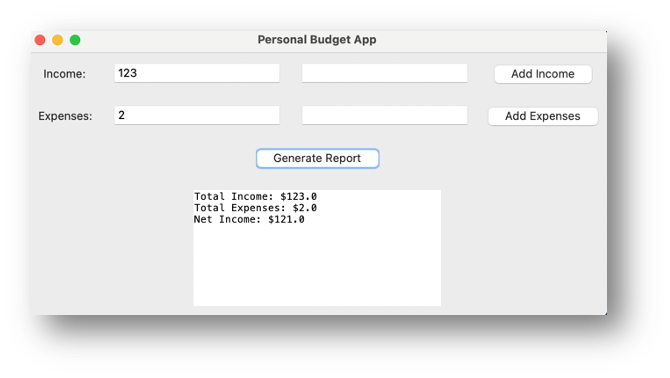 Personal Budget App
Income: 123 Add Income
Expenses: 2 Add Expenses
Generate Report
Total Income: $123.0
Total Expenses: $2.0
Net Income: $121.0